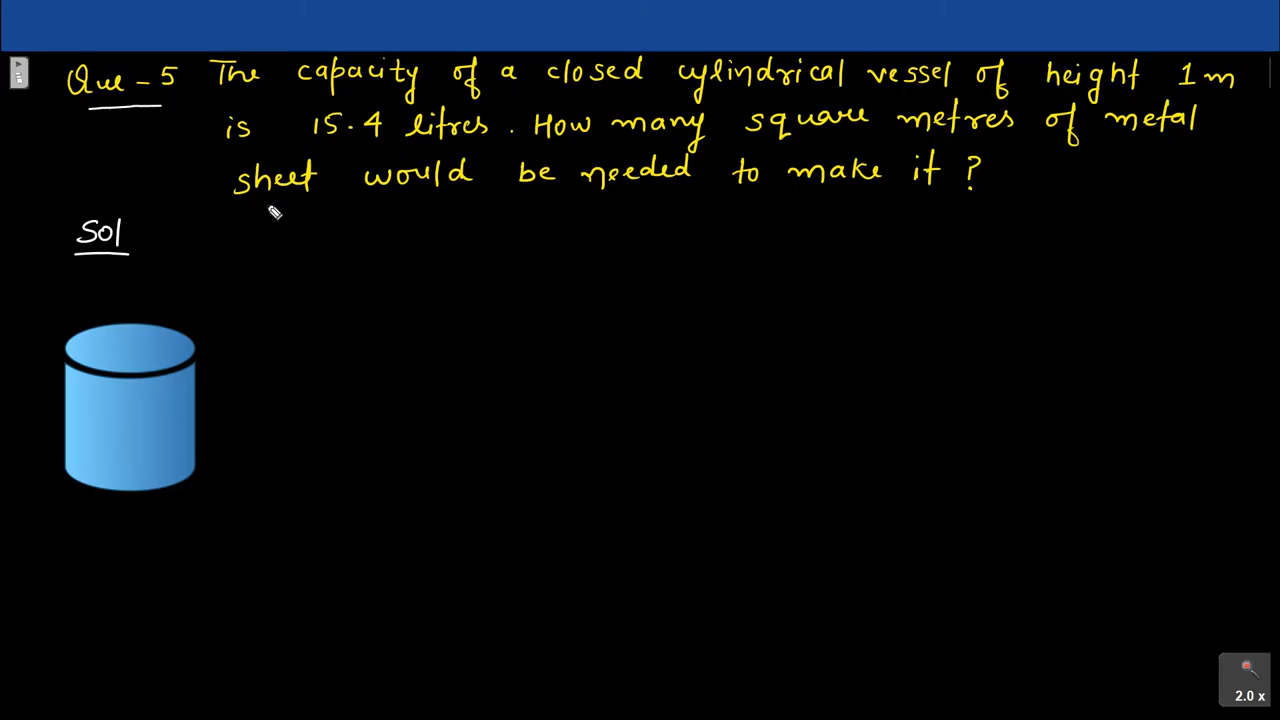 Que - 5 The capacity of a closed cylindrical vessel of height 1 m
is 15.4 litres. How many square metres of metal
sheet would be needed to make it ?
Sol
2.0 x